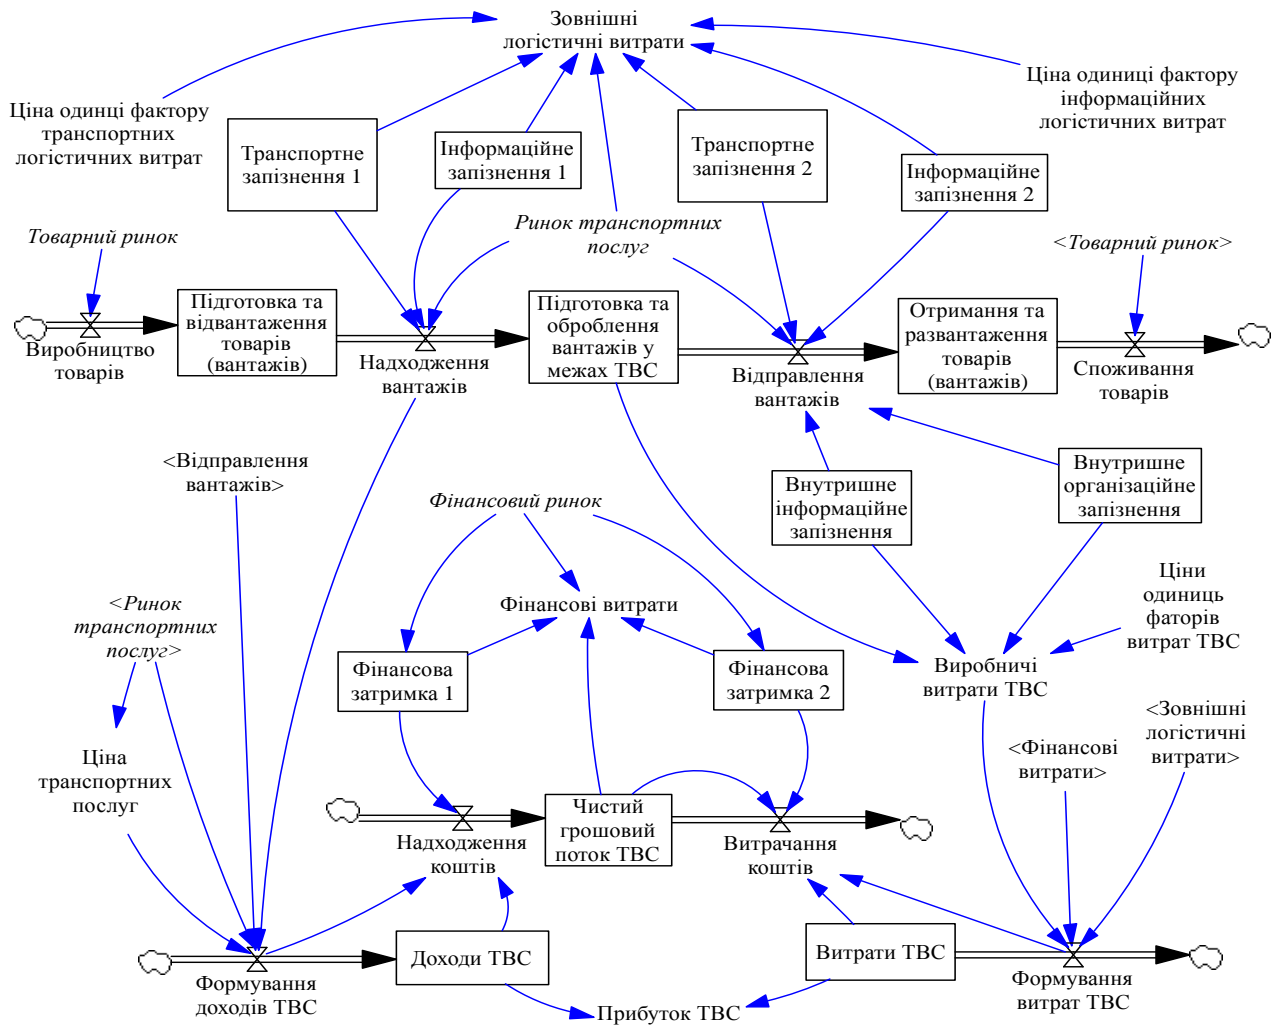 Зовнішні
логістичні витрати
Ціна одинці фактору
транспортних
логістичних витрат
Ціна одиниці фактору
інформаційних
логістичних витрат
Транспортне
запізнення 1
Інформаційне
запізнення 1
Транспортне
запізнення 2
Інформаційне
запізнення 2
Товарний ринок
Ринок транспортних
послуг
<Товарний ринок>
Виробництво
товарів
Підготовка та
відвантаження
товарів
(вантажів)
Надходження
вантажів
Підготовка та
оброблення
вантажів у
межах ТВС
Відправлення
вантажів
Отримання та
развантаження
товарів
(вантажів)
Споживання
товарів
<Відправлення
вантажів>
Фінансовий ринок
Внутришне
інформаційне
запізнення
Внутришне
організаційне
запізнення
<Ринок
транспортних
послуг>
Фінансові витрати
Ціни
одиниць
фаторів
витрат ТВС
Фінансова
затримка 1
Фінансова
затримка 2
Виробничі
витрати ТВС
Ціна
транспортних
послуг
<Фінансові
витрати>
<Зовнішні
логістичні
витрати>
Надходження
коштів
Чистий
грошовий
поток ТВС
Витрачання
коштів
Формування
доходів ТВС
Доходи ТВС
Витрати ТВС
Формування
витрат ТВС
Прибуток ТВС